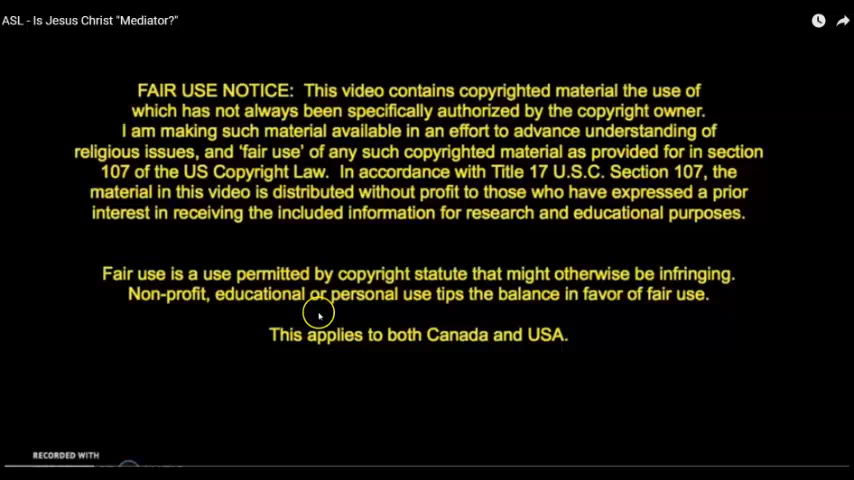 ASL - Is Jesus Christ "Mediator?"
FAIR USE NOTICE: This video contains copyrighted material the use of
which has not always been specifically authorized by the copyright owner.
I am making such material available in an effort to advance understanding of
religious issues, and 'fair use' of any such copyrighted material as provided for in section
107 of the US Copyright Law. In accordance with Title 17 U.S.C. Section 107, the
material in this video is distributed without profit to those who have expressed a prior
interest in receiving the included information for research and educational purposes.
Fair use is a use permitted by copyright statute that might otherwise be infringing.
Non-profit, educational or personal use tips the balance in favor of fair use.
This applies to both Canada and USA.
RECORDED WITH